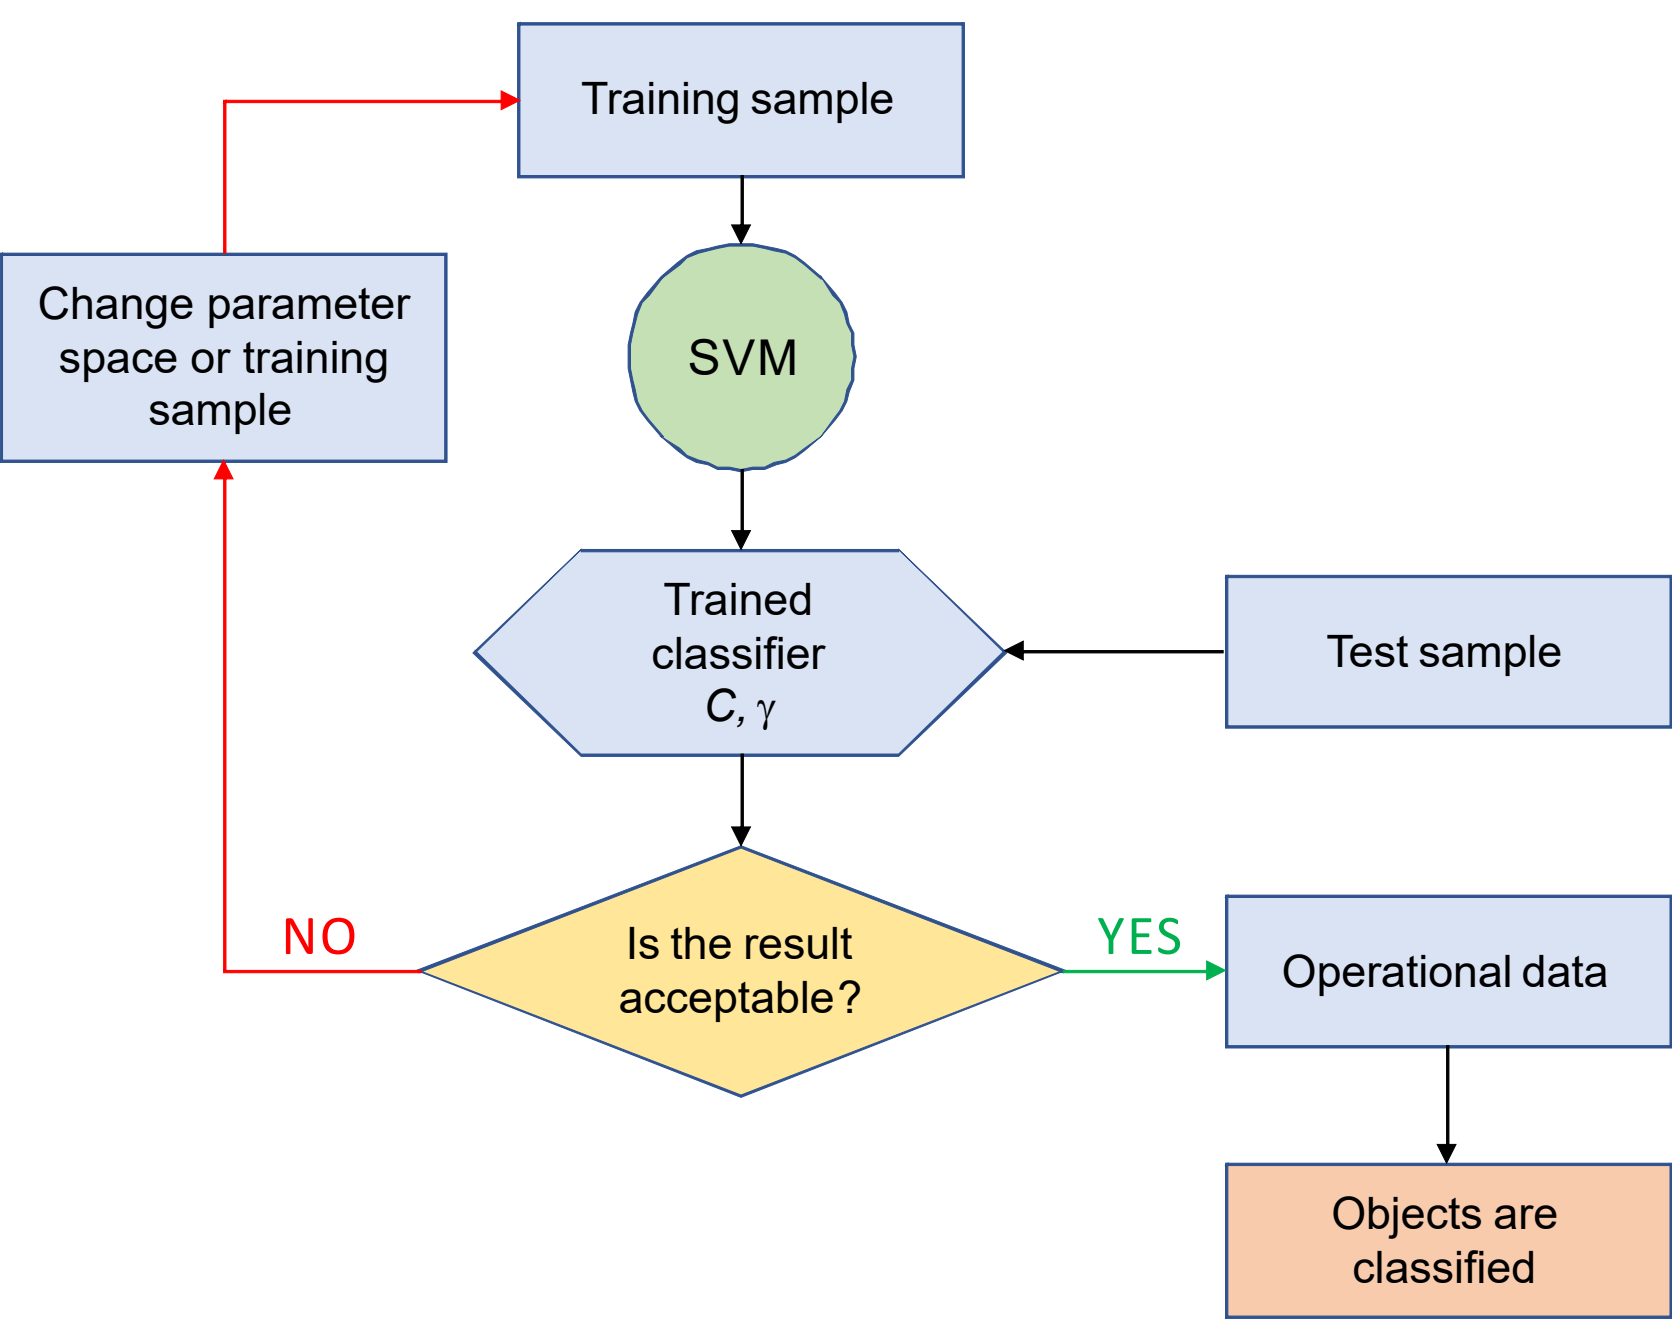 Training sample
Change parameter
space or training
sample
SVM
Trained
classifier
C, γ
Test sample
NO
Is the result
acceptable?
YES
Operational data
Objects are
classified